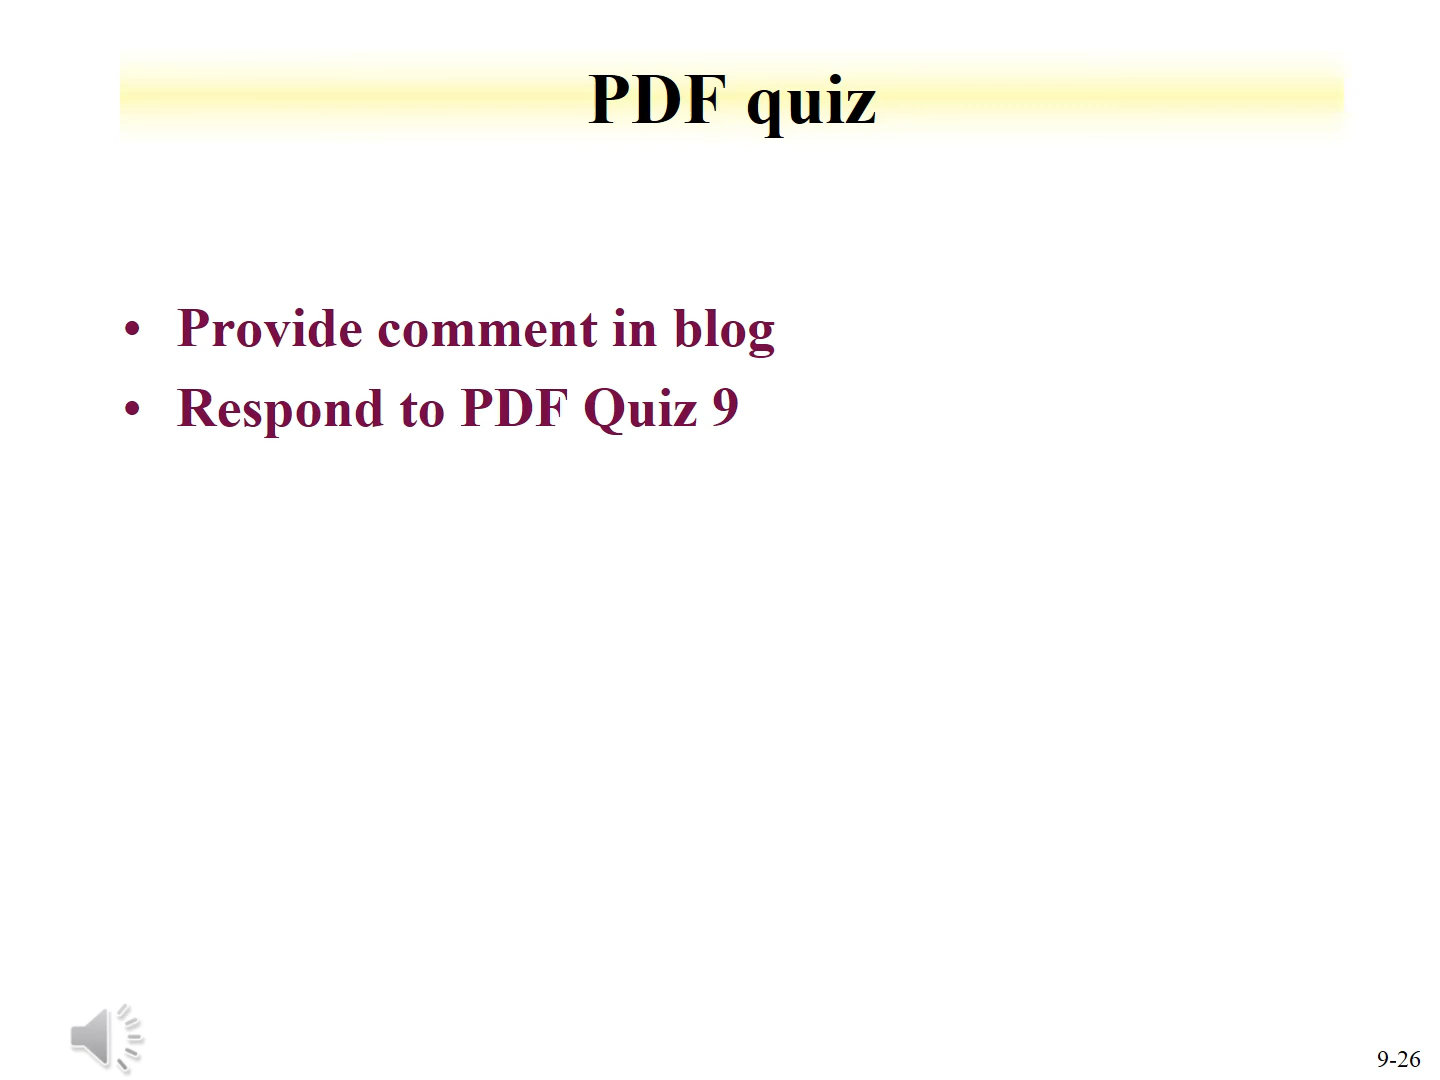 PDF quiz
• Provide comment in blog
• Respond to PDF Quiz 9
9-26